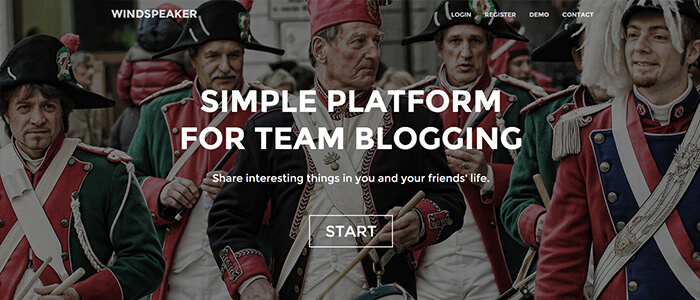 WINDSPEAKER
LOGIN REGISTER DEMO CONTACT
SIMPLE PLATFORM
FOR TEAM BLOGGING
Share interesting things in you and your friends' life.
START